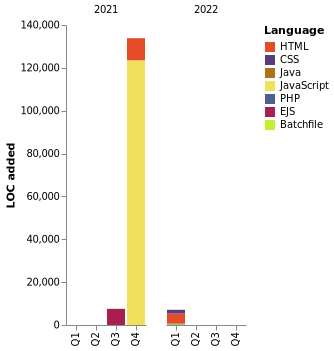 2021
2022
LOC added
140,000
120,000
100,000
80,000
60,000
40,000
20,000
0
Q1
Q2
Q3
Q4
Q1
Q2
Q3
Q4
Language
HTML
CSS
Java
JavaScript
PHP
EJS
Batchfile